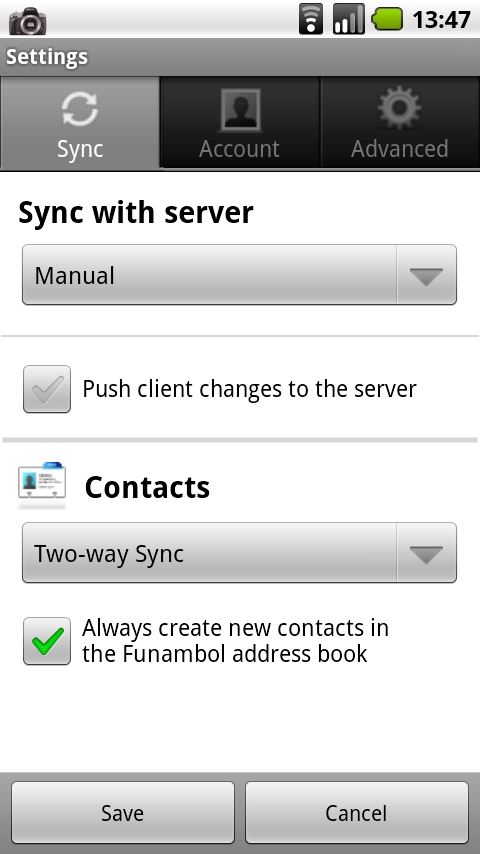 13:47
Settings
Sync
Account
Advanced
Sync with server
Manual
Push client changes to the server
Contacts
Two-way Sync
Always create new contacts in
the Funambol address book
Save
Cancel